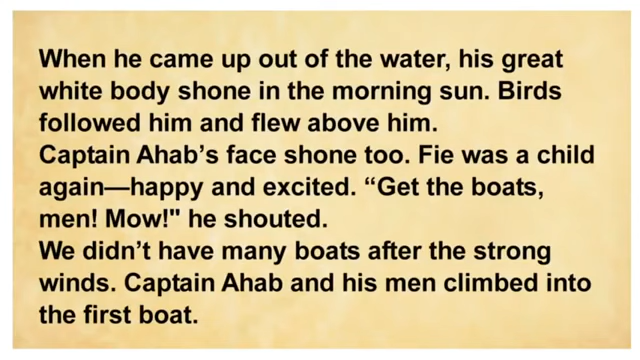 When he came up out of the water, his great
white body shone in the morning sun. Birds
followed him and flew above him.
Captain Ahab’s face shone too. Fie was a child
again—happy and excited. “Get the boats,
men! Mow!" he shouted.
We didn’t have many boats after the strong
winds. Captain Ahab and his men climbed into
the first boat.